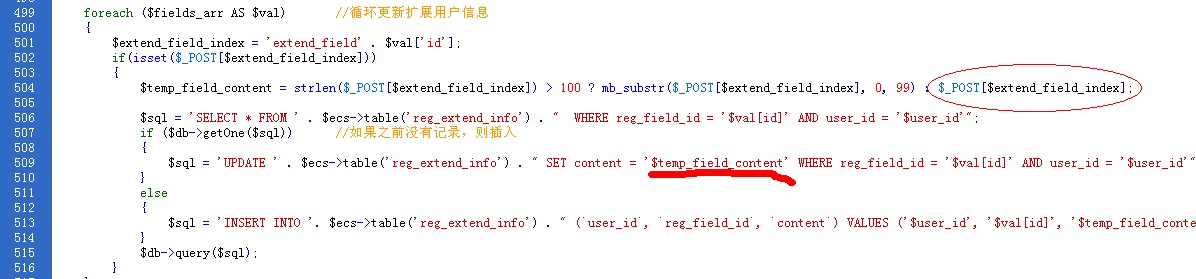 499 foreach ($fields_arr AS $val) //循环更新扩展用户信息
500 {
501 $extend_field_index = 'extend_field' . $val['id'];
502 if(isset($_POST[$extend_field_index]))
503 {
504 $temp_field_content = strlen($_POST[$extend_field_index]) > 100 ? mb_substr($_POST[$extend_field_index], 0, 99) : $_POST[$extend_field_index];
505
506 $sql = 'SELECT * FROM ' . $ecs->table('reg_extend_info') . "  WHERE reg_field_id = '$val[id]' AND user_id = '$user_id'";
507 if ($db->getOne($sql)) //如果之前没有记录，则插入
508 {
509 $sql = 'UPDATE ' . $ecs->table('reg_extend_info') . " SET content = '$temp_field_content' WHERE reg_field_id = '$val[id]' AND user_id = '$user_id'"
510 }
511 else
512 {
513 $sql = 'INSERT INTO '. $ecs->table('reg_extend_info') . " (`user_id`, `reg_field_id`, `content`) VALUES ('$user_id', '$val[id]', '$temp_field_conte
514 }
515 $db->query($sql);
516 }